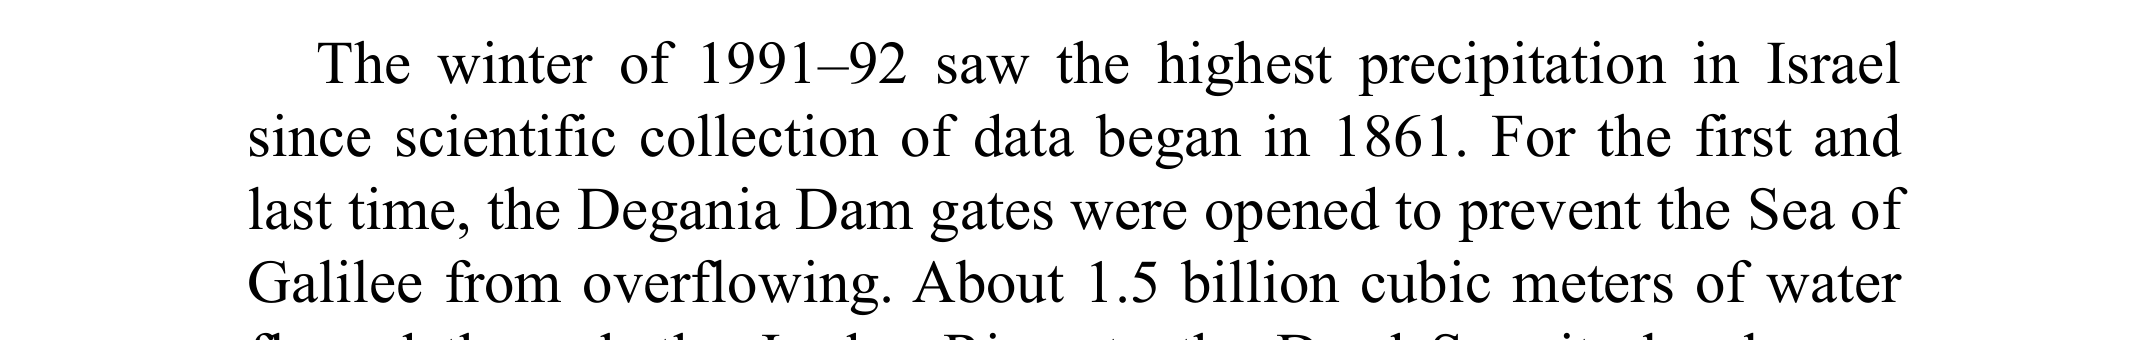 The winter of 1991–92 saw the highest precipitation in Israel
since scientific collection of data began in 1861. For the first and
last time, the Degania Dam gates were opened to prevent the Sea of
Galilee from overflowing. About 1.5 billion cubic meters of water